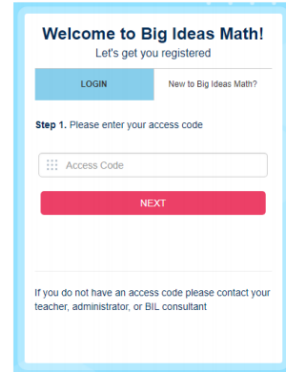 Welcome to Big Ideas Math!
Let's get you registered
LOGIN
New to Big Ideas Math?
Step 1. Please enter your access code
Access Code
NEXT
If you do not have an access code please contact your
teacher, administrator, or BIL consultant